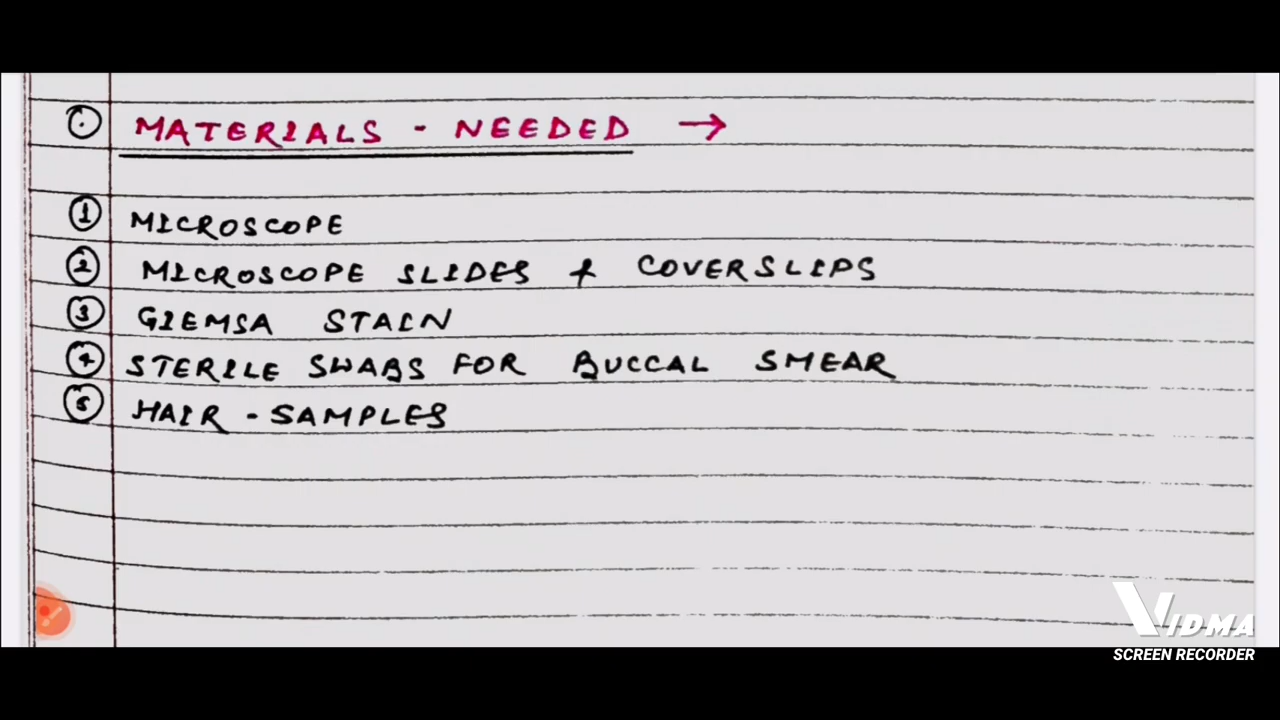 MATERIALS - NEEDED →
① MICROSCOPE
② MICROSCOPE SLIDES + COVERSLIPS
③ GIEMSA STAIN
④ STERILE SWABS FOR BUCCAL SMEAR
⑤ HAIR - SAMPLES
VIDMA
SCREEN RECORDER